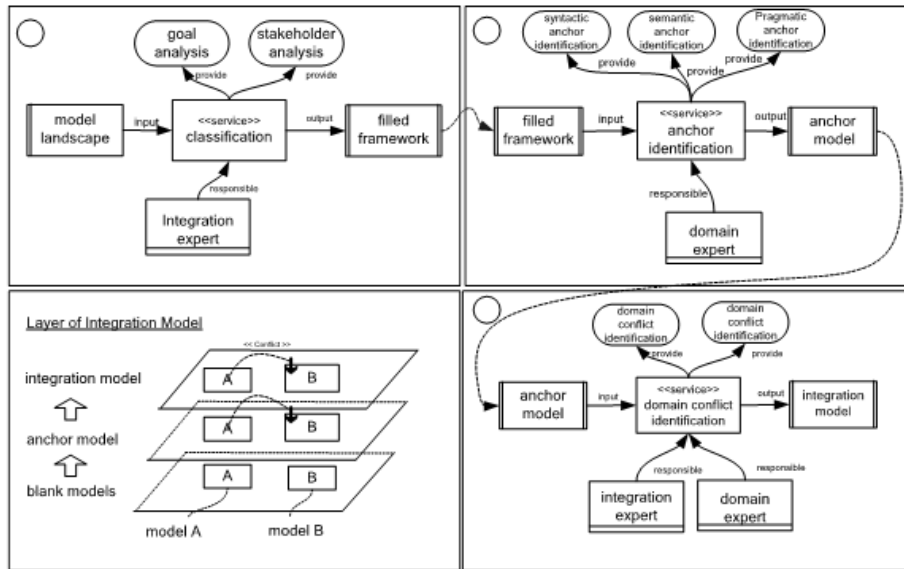 goal
analysis
stakeholder
analysis
provide
provide
model
landscape
input
<<service>>
classification
output
filled
framework
responsible
Integration
expert
syntactic
anchor
identification
semantic
anchor
identification
Pragmatic
anchor
identification
provide
provide
provide
filled
framework
input
<<service>>
anchor
identification
output
anchor
model
responsible
domain
expert
Layer of Integration Model
<< Conflict >>
integration model
A
B
anchor model
A
B
blank models
A
B
model A
model B
domain
conflict
identification
domain
conflict
identification
provide
provide
anchor
model
input
<<service>>
domain conflict
identification
output
integration
model
responsible
responsible
integration
expert
domain
expert